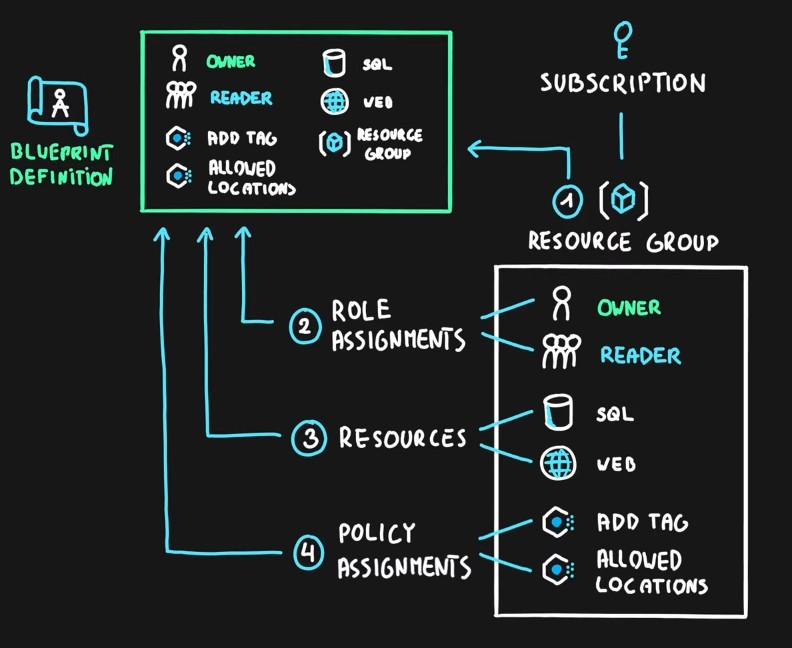 OWNER
READER
ADD TAG
ALLOWED
LOCATIONS
SQL
WEB
RESOURCE
GROUP
BLUEPRINT
DEFINITION
SUBSCRIPTION
1
RESOURCE GROUP
2 ROLE
ASSIGNMENTS
OWNER
READER
3 RESOURCES
SQL
WEB
4 POLICY
ASSIGNMENTS
ADD TAG
ALLOWED
LOCATIONS